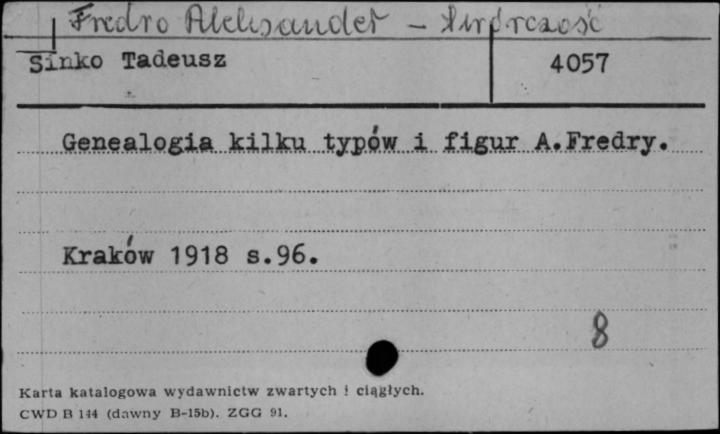 Fredro Aleksander – twórczość
Sinko Tadeusz 4057
Genealogia kilku typów i figur A.Fredry.
Kraków 1918 s.96.
8
Karta katalogowa wydawnictw zwartych i ciągłych.
CWD B 144 (dawny B-15b). ZGG 91.